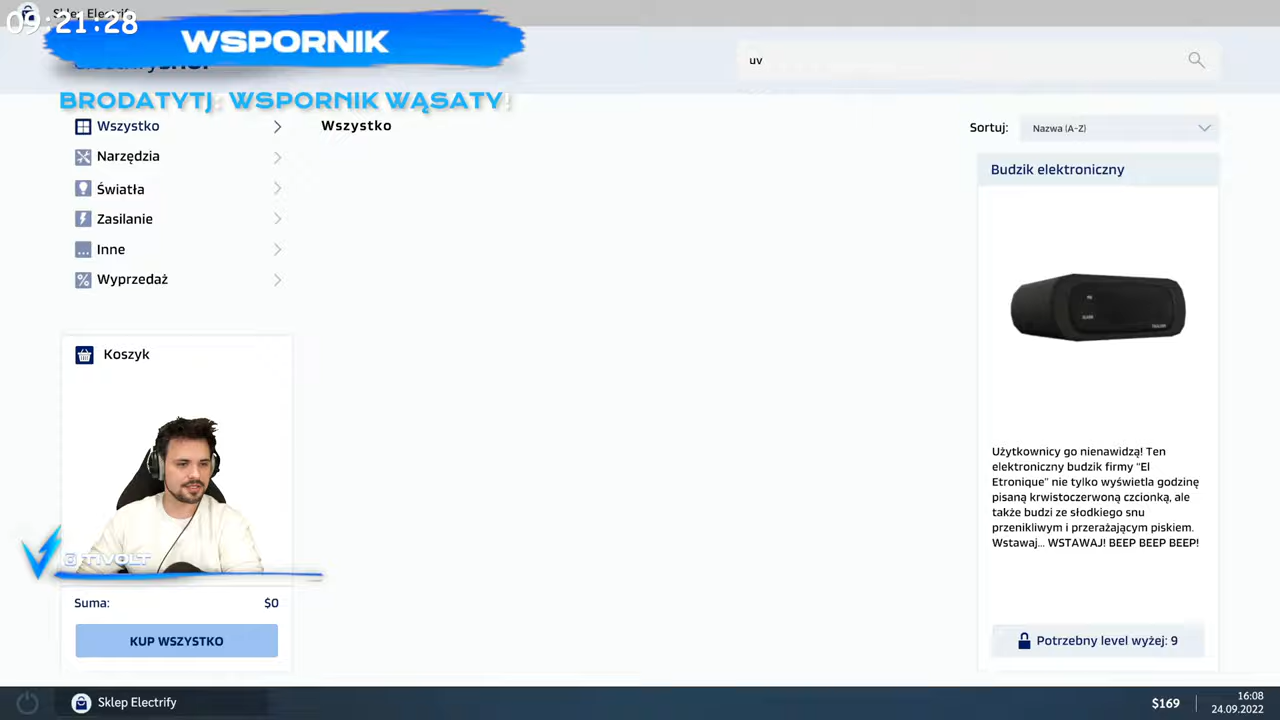 Sklep Electrify
09:21:28
WSPORNIK
uv
BRODATYTJ: WSPORNIK WĄSATY!
Wszystko
Narzędzia
Światła
Zasilanie
Inne
Wyprzedaż
Wszystko
Sortuj:
Nazwa (A-Z)
Budzik elektroniczny
Użytkownicy go nienawidzą! Ten
elektroniczny budzik firmy "El
Etronique" nie tylko wyświetla godzinę
pisaną krwistoczerwoną czcionką, ale
także budzi ze słodkiego snu
przenikliwym i przerażającym piskiem.
Wstawaj... WSTAWAJ! BEEP BEEP BEEP!
Potrzebny level wyżej: 9
Koszyk
TIVOLT
Suma:
$0
KUP WSZYSTKO
Sklep Electrify
$169
16:08
24.09.2022